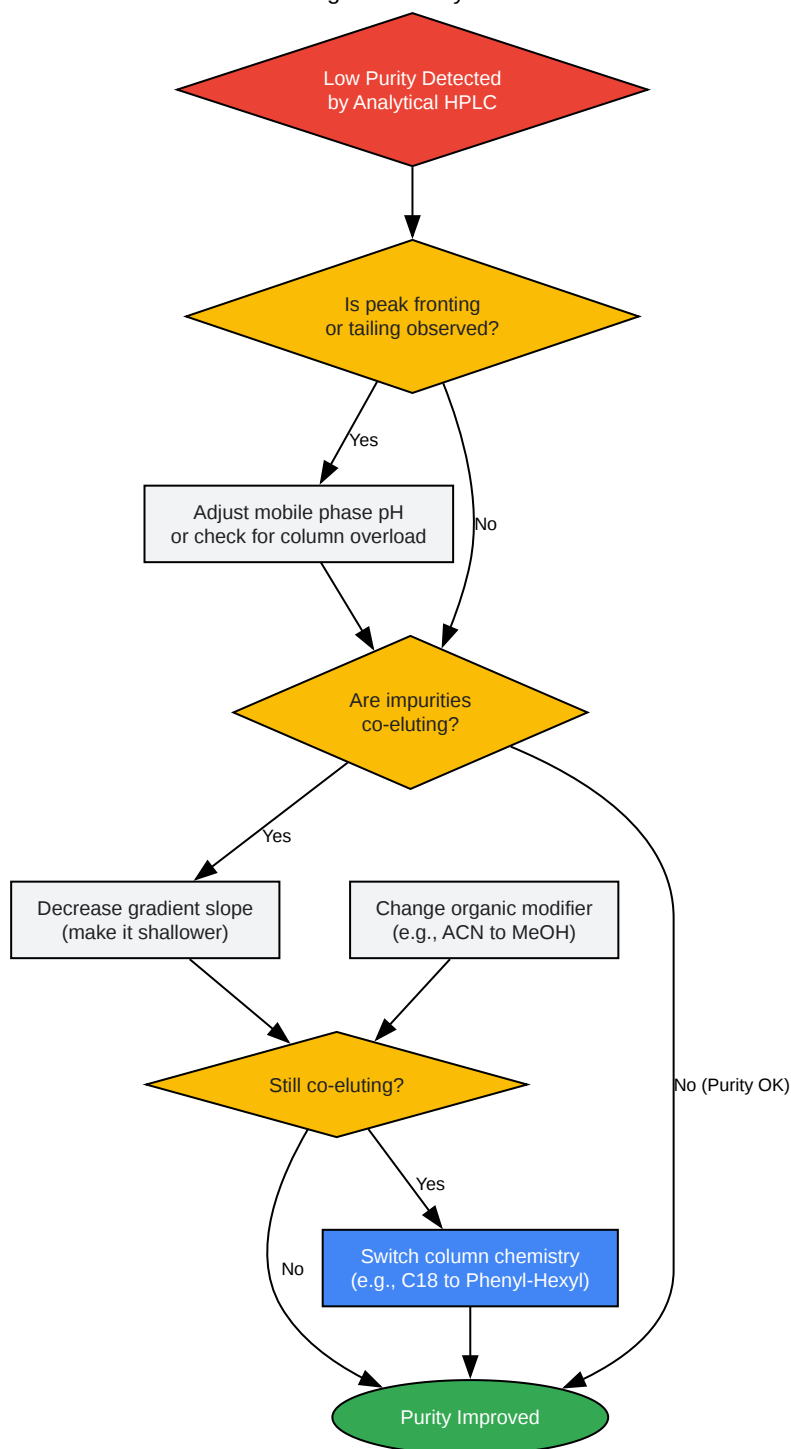 Low Purity Detected
by Analytical HPLC
Is peak fronting
or tailing observed?
Yes
Adjust mobile phase pH
or check for column overload
No
Are impurities
co-eluting?
Yes
Decrease gradient slope
(make it shallower)
Change organic modifier
(e.g., ACN to MeOH)
Still co-eluting?
No (Purity OK)
Yes
Switch column chemistry
(e.g., C18 to Phenyl-Hexyl)
No
Purity Improved